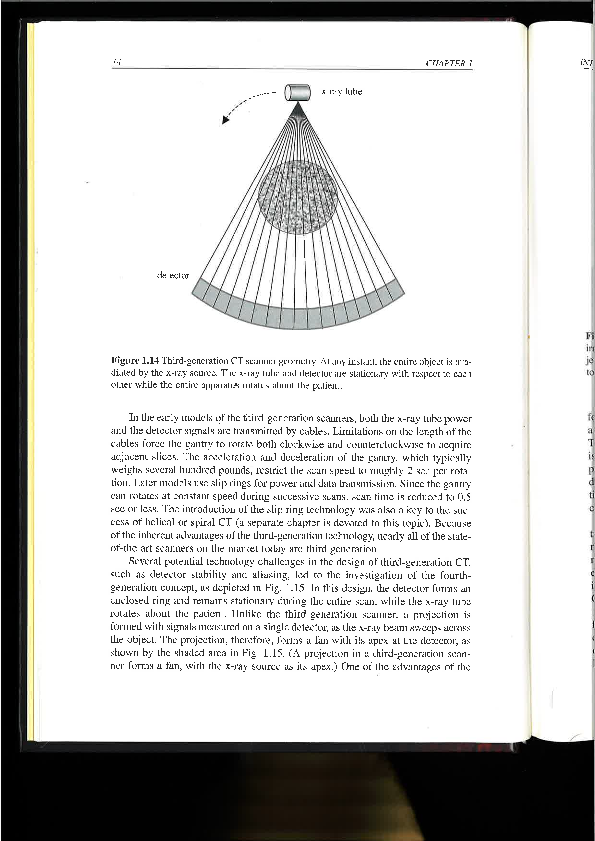 14 CHAPTER 1
x-ray tube
detector
Figure 1.14 Third-generation CT scanner geometry. At any instant, the entire object is irra-
diated by the x-ray source. The x-ray tube and detector are stationary with respect to each
other while the entire apparatus rotates about the patient.
In the early models of the third-generation scanners, both the x-ray tube power
and the detector signals are transmitted by cables. Limitations on the length of the
cables force the gantry to rotate both clockwise and counterclockwise to acquire
adjacent slices. The acceleration and deceleration of the gantry, which typically
weighs several hundred pounds, restrict the scan speed to roughly 2 sec per rota-
tion. Later models use slip rings for power and data transmission. Since the gantry
can rotates at constant speed during successive scans, scan time is reduced to 0.5
sec or less. The introduction of the slip ring technology was also a key to the suc-
cess of helical or spiral CT (a separate chapter is devoted to this topic). Because
of the inherent advantages of the third-generation technology, nearly all of the state-
of-the-art scanners on the market today are third generation.
Several potential technology challenges in the design of third-generation CT,
such as detector stability and aliasing, led to the investigation of the fourth-
generation concept, as depicted in Fig. 1.15. In this design, the detector forms an
enclosed ring and remains stationary during the entire scan, while the x-ray tube
rotates about the patient. Unlike the third-generation scanner, a projection is
formed with signals measured on a single detector, as the x-ray beam sweeps across
the object. The projection, therefore, forms a fan with its apex at the detector, as
shown by the shaded area in Fig. 1.15. (A projection in a third-generation scan-
ner forms a fan, with the x-ray source as its apex.) One of the advantages of the